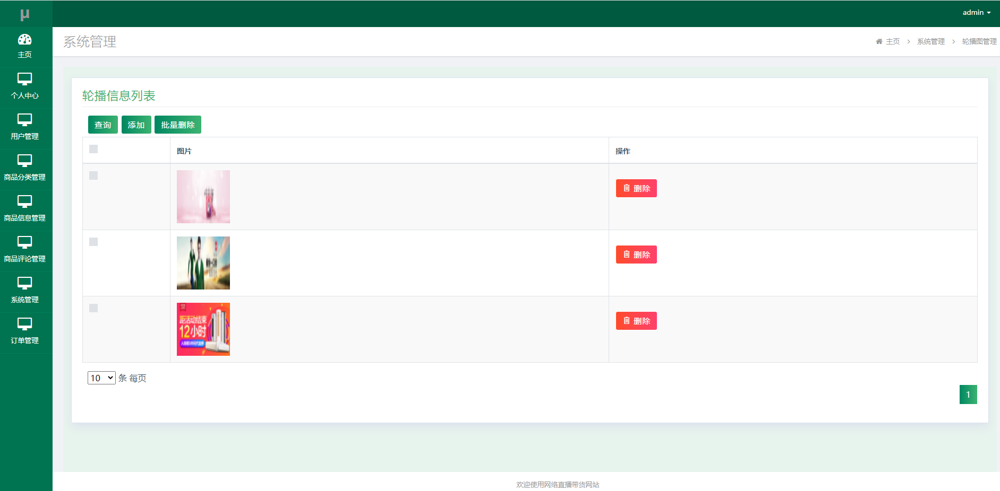 μ
admin
主页
个人中心
用户管理
商品分类管理
商品信息管理
商品评论管理
系统管理
订单管理
系统管理
主页 > 系统管理 > 轮播图管理
轮播信息列表
查询 添加 批量删除
图片 操作
删除
删除
距活动结束
12小时
删除
10 条 每页
1
欢迎使用网络直播带货网站